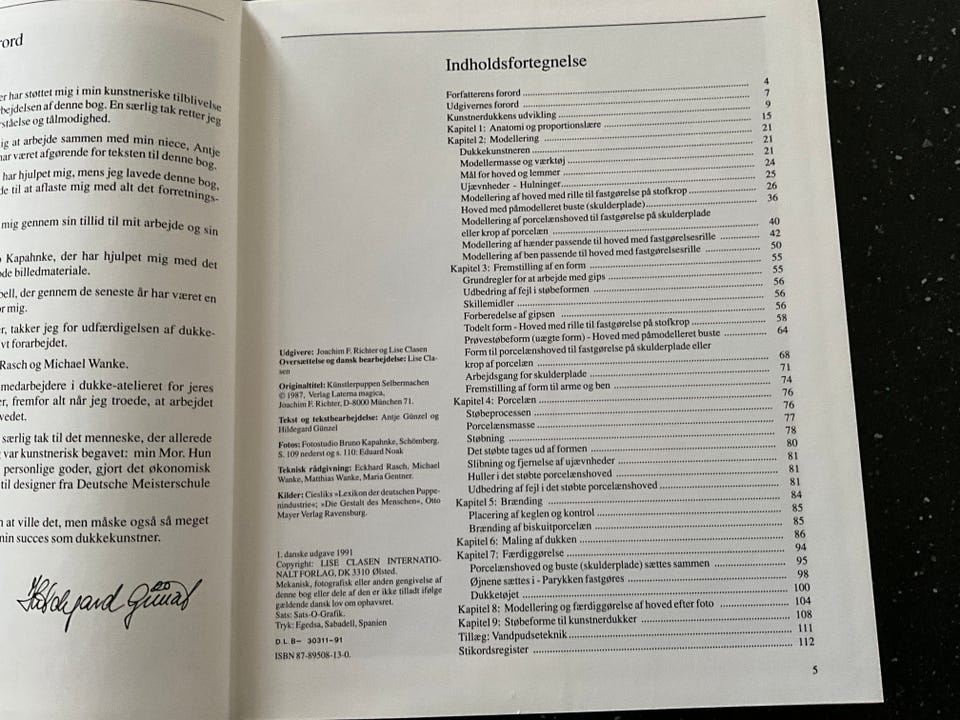 ord
er har støttet mig i min kunstneriske tilblivelse
bejdelsen af denne bog. En særlig tak retter jeg
ståelse og tålmodighed.
ig at arbejde sammen med min niece, Antje
har været afgørende for teksten til denne bog.
har hjulpet mig, mens jeg lavede denne bog,
de til at aflaste mig med alt det forretnings-
mig gennem sin tillid til mit arbejde og sin
Kapahnke, der har hjulpet mig med det
de billedmateriale.
bell, der gennem de seneste år har været en
r mig.
r, takker jeg for udfærdigelsen af dukke-
vt forarbejdet.
Rasch og Michael Wanke.
medarbejdere i dukke-atelieret for jeres
er, fremfor alt når jeg troede, at arbejdet
vedet.
særlig tak til det menneske, der allerede
var kunstnerisk begavet: min Mor. Hun
personlige goder, gjort det økonomisk
til designer fra Deutsche Meisterschule
n at ville det, men måske også så meget
min succes som dukkekunstner.
Hildegard Günzel
Udgivere: Joachim F. Richter og Lise Clasen
Oversættelse og dansk bearbejdelse: Lise Cla-
sen
Originaltitel: Künstlerpuppen Selbermachen
© 1987, Verlag Laterna magica,
Joachim F. Richter, D-8000 München 71.
Tekst og tekstbearbejdelse: Antje Günzel og
Hildegard Günzel
Fotos: Fotostudio Bruno Kapahnke, Schömberg.
S. 109 nederst og s. 110: Eduard Noak
Teknisk rådgivning: Eckhard Rasch, Michael
Wanke, Matthias Wanke, Maria Gentner.
Kilder: Ciesliks »Lexikon der deutschen Puppe-
nindustrie«; »Die Gestalt des Menschen«, Otto
Mayer Verlag Ravensburg.
1. danske udgave 1991
Copyright: LISE CLASEN INTERNATIO-
NALT FORLAG, DK 3310 Ølsted.
Mekanisk, fotografisk eller anden gengivelse af
denne bog eller dele af den er ikke tilladt ifølge
gældende dansk lov om ophavsret.
Sats: Sats-O-Grafik.
Tryk: Egedsa, Sabadell, Spanien
D.L.B- 30311-91
ISBN 87-89508-13-0.
Indholdsfortegnelse
Forfatterens forord 4
Udgivernes forord 7
Kunstnerdukkens udvikling 9
Kapitel 1: Anatomi og proportionslære 15
Kapitel 2: Modellering 21
Dukkekunstneren 21
Modellermasse og værktøj 21
Mål for hoved og lemmer 24
Ujævnheder - Hulninger 25
Modellering af hoved med rille til fastgørelse på stofkrop 26
Hoved med påmodelleret buste (skulderplade) 36
Modellering af porcelænshoved til fastgørelse på skulderplade
eller krop af porcelæn 40
Modellering af hænder passende til hoved med fastgørelsesrille 42
Modellering af ben passende til hoved med fastgørelsesrille 50
Kapitel 3: Fremstilling af en form 55
Grundregler for at arbejde med gips 55
Udbedring af fejl i støbeformen 56
Skillemidler 56
Forberedelse af gipsen 56
Todelt form - Hoved med rille til fastgørelse på stofkrop 58
Prøvestøbeform (uægte form) - Hoved med påmodelleret buste 64
Form til porcelænshoved til fastgørelse på skulderplade eller
krop af porcelæn 68
Arbejdsgang for skulderplade 71
Fremstilling af form til arme og ben 74
Kapitel 4: Porcelæn 76
Støbeprocessen 76
Porcelænsmasse 77
Støbning 78
Det støbte tages ud af formen 80
Slibning og fjernelse af ujævnheder 81
Huller i det støbte porcelænshoved 81
Udbedring af fejl i det støbte porcelænshoved 81
Kapitel 5: Brænding 84
Placering af keglen og kontrol 85
Brænding af biskuitporcelæn 85
Kapitel 6: Maling af dukken 86
Kapitel 7: Færdiggørelse 94
Porcelænshoved og buste (skulderplade) sættes sammen 95
Øjnene sættes i - Parykken fastgøres 98
Dukketøjet 100
Kapitel 8: Modellering og færdiggøring af hoved efter foto 104
Kapitel 9: Støbeforme til kunstnerdukker 108
Tillæg: Vandpudseteknik 111
Stikordsregister 112
5